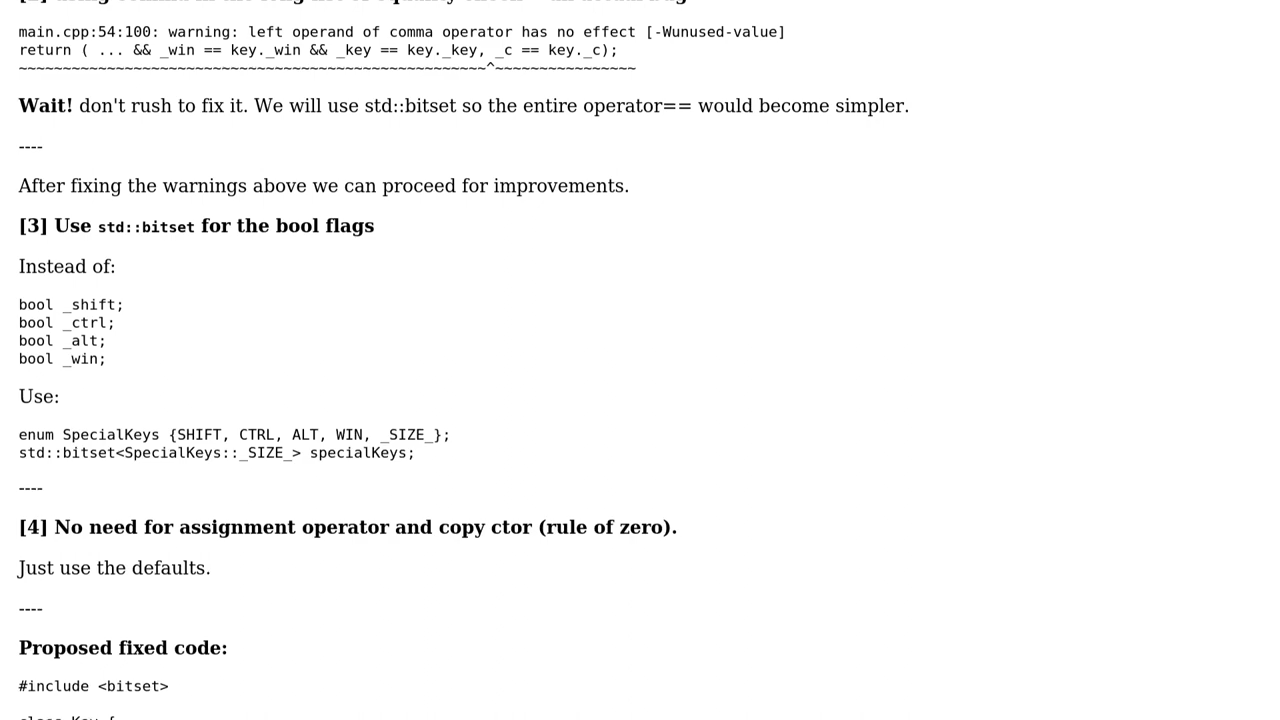 main.cpp:54:100: warning: left operand of comma operator has no effect [-Wunused-value]
return ( ... && _win == key._win && _key == key._key, _c == key._c);
~~~~~~~~~~~~~~~~~~~~~~~~~~~~~~~~~~~~~~~~~~~~~~~~~~~~~^~~~~~~~~~~~~~~~~
Wait! don't rush to fix it. We will use std::bitset so the entire operator== would become simpler.
----
After fixing the warnings above we can proceed for improvements.
[3] Use std::bitset for the bool flags
Instead of:
bool _shift;
bool _ctrl;
bool _alt;
bool _win;
Use:
enum SpecialKeys {SHIFT, CTRL, ALT, WIN, _SIZE_};
std::bitset<SpecialKeys::_SIZE_> specialKeys;
----
[4] No need for assignment operator and copy ctor (rule of zero).
Just use the defaults.
----
Proposed fixed code:
#include <bitset>
class Key {